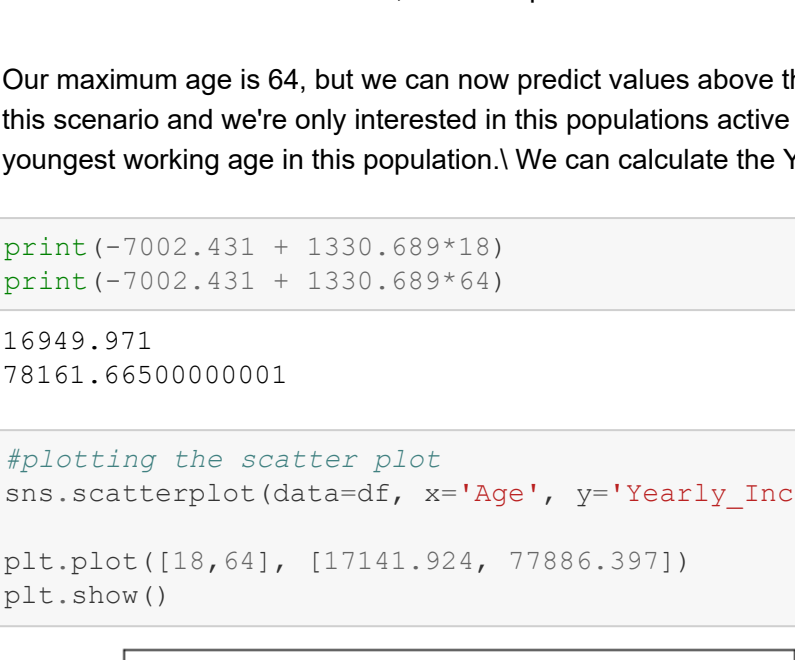 Our maximum age is 64, but we can now predict values above th
this scenario and we're only interested in this populations active
youngest working age in this population.\ We can calculate the Y
print(-7002.431 + 1330.689*18)
print(-7002.431 + 1330.689*64)
16949.971
78161.66500000001
#plotting the scatter plot
sns.scatterplot(data=df, x='Age', y='Yearly_Inc
plt.plot([18,64], [17141.924, 77886.397])
plt.show()